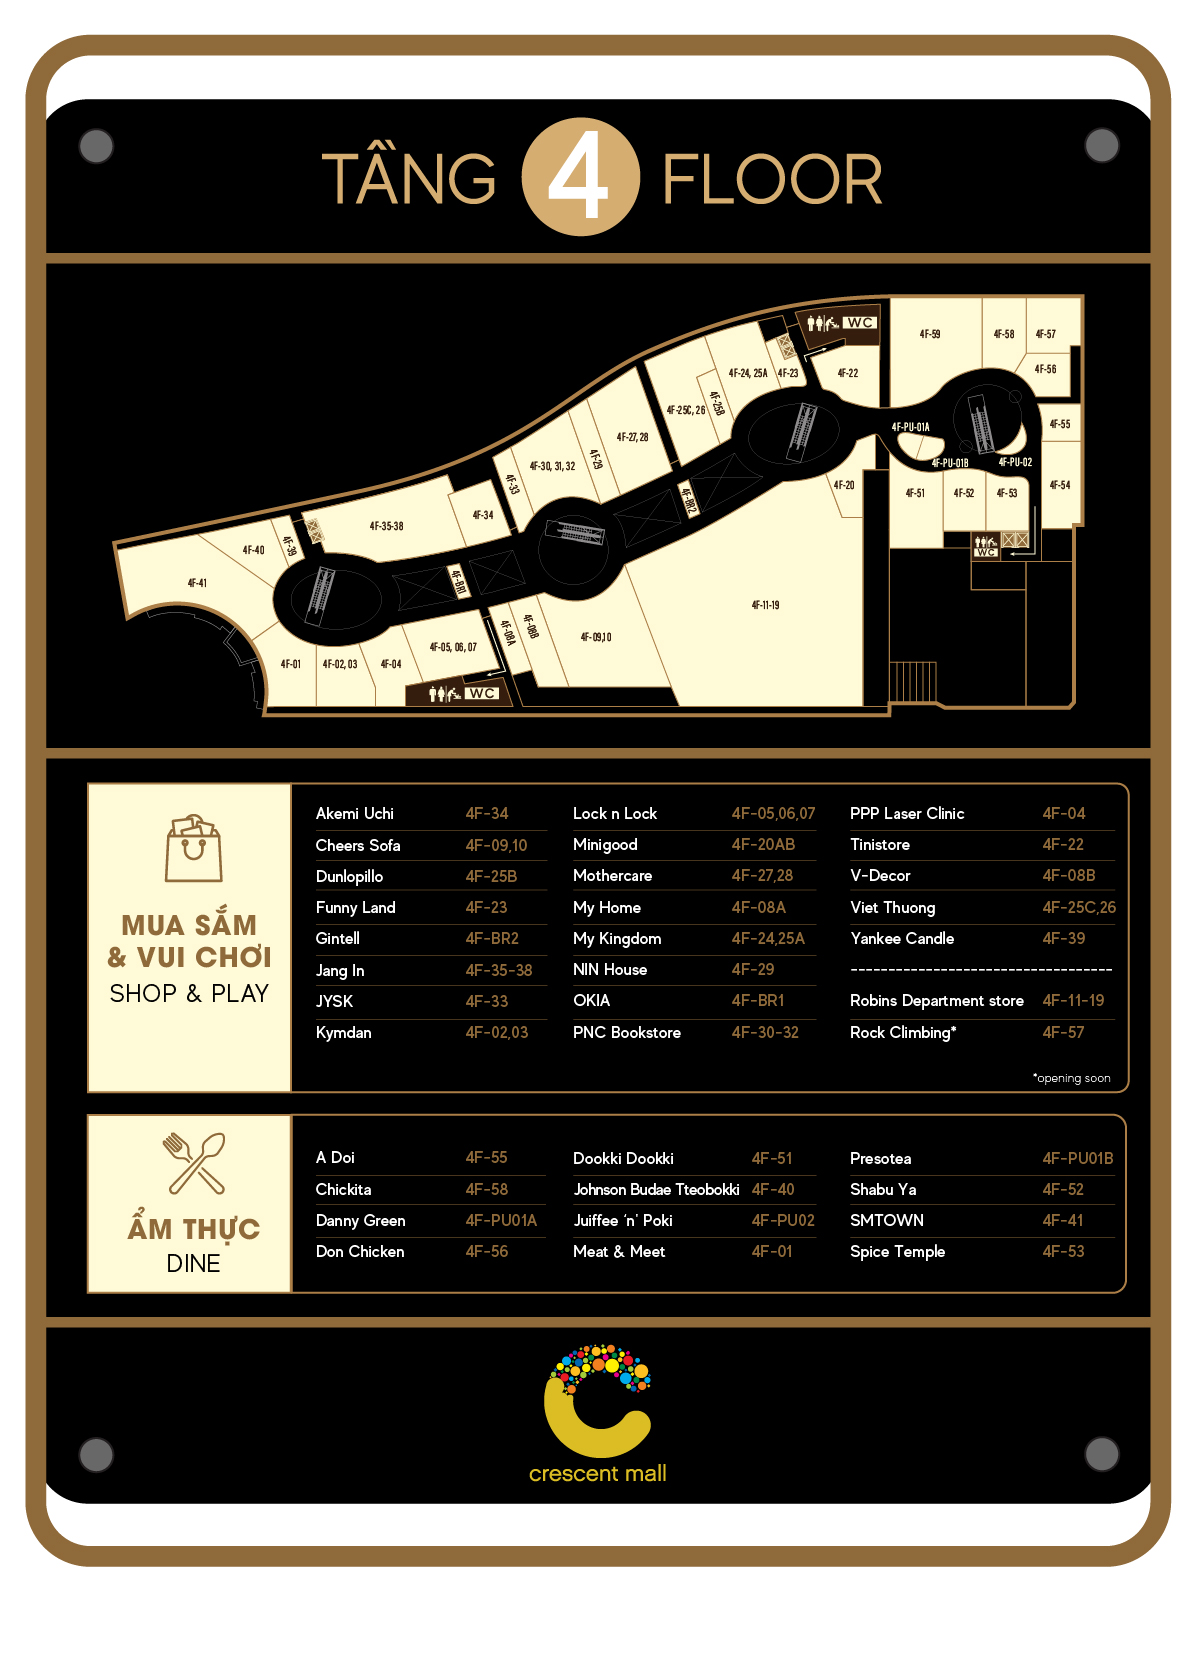 TẦNG 4 FLOOR
WC
4F-59
4F-58
4F-57
4F-56
4F-24, 25A
4F-23
4F-22
4F-25C, 26
4F-25B
4F-PU-01A
4F-55
4F-27, 28
4F-29
4F-30, 31, 32
4F-33
4F-PU-01B
4F-PU-02
4F-20
4F-51
4F-52
4F-53
4F-54
4F-BR2
4F-34
4F-35-38
4F-39
4F-40
4F-41
WC
4F-BR1
4F-11-19
4F-08A
4F-08B
4F-09,10
4F-05, 06, 07
4F-01
4F-02, 03
4F-04
WC
MUA SẮM
& VUI CHƠI
SHOP & PLAY
Akemi Uchi 4F-34
Cheers Sofa 4F-09,10
Dunlopillo 4F-25B
Funny Land 4F-23
Gintell 4F-BR2
Jang In 4F-35-38
JYSK 4F-33
Kymdan 4F-02,03
Lock n Lock 4F-05,06,07
Minigood 4F-20AB
Mothercare 4F-27,28
My Home 4F-08A
My Kingdom 4F-24,25A
NIN House 4F-29
OKIA 4F-BR1
PNC Bookstore 4F-30-32
PPP Laser Clinic 4F-04
Tinistore 4F-22
V-Decor 4F-08B
Viet Thuong 4F-25C,26
Yankee Candle 4F-39
-----------------------------------
Robins Department store 4F-11-19
Rock Climbing* 4F-57
*opening soon
ẨM THỰC
DINE
A Doi 4F-55
Chickita 4F-58
Danny Green 4F-PU01A
Don Chicken 4F-56
Dookki Dookki 4F-51
Johnson Budae Tteobokki 4F-40
Juiffee 'n' Poki 4F-PU02
Meat & Meet 4F-01
Presotea 4F-PU01B
Shabu Ya 4F-52
SMTOWN 4F-41
Spice Temple 4F-53
crescent mall